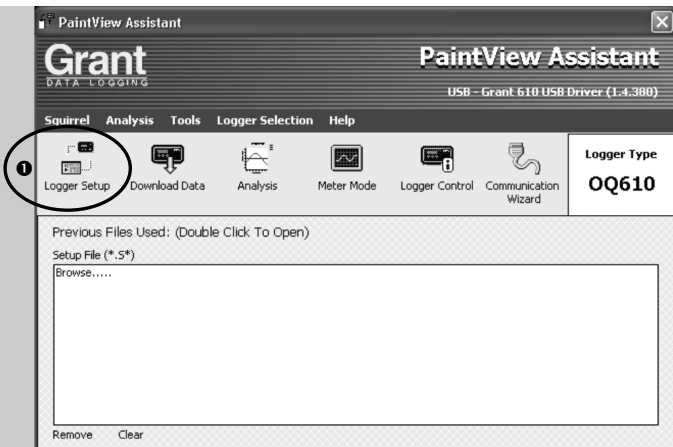 PaintView Assistant
Grant
DATA LOGGING
PaintView Assistant
USB - Grant 610 USB Driver (1.4.380)
Squirrel Analysis Tools Logger Selection Help
❶
Logger Setup Download Data Analysis Meter Mode Logger Control Communication Wizard
Logger Type
OQ610
Previous Files Used: (Double Click To Open)
Setup File (*.S*)
Browse.....
Remove Clear